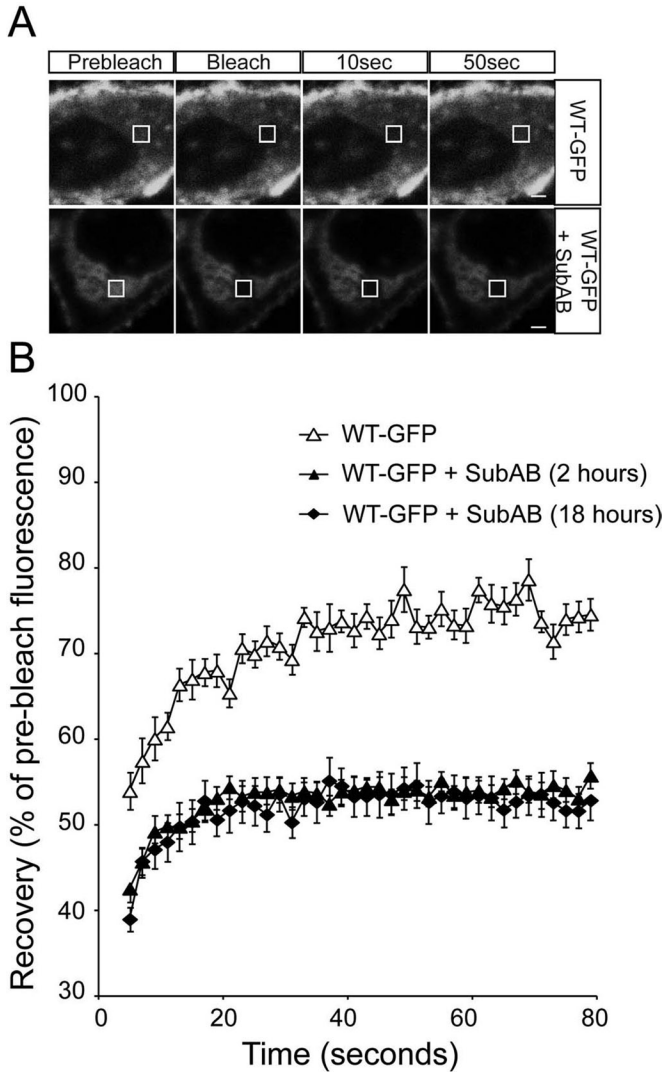 A
Prebleach Bleach 10sec 50sec
WT-GFP
WT-GFP
+ SubAB
B
Recovery (% of pre-bleach fluorescence)
100
90
80
70
60
50
40
30
WT-GFP
WT-GFP + SubAB (2 hours)
WT-GFP + SubAB (18 hours)
0 20 40 60 80
Time (seconds)